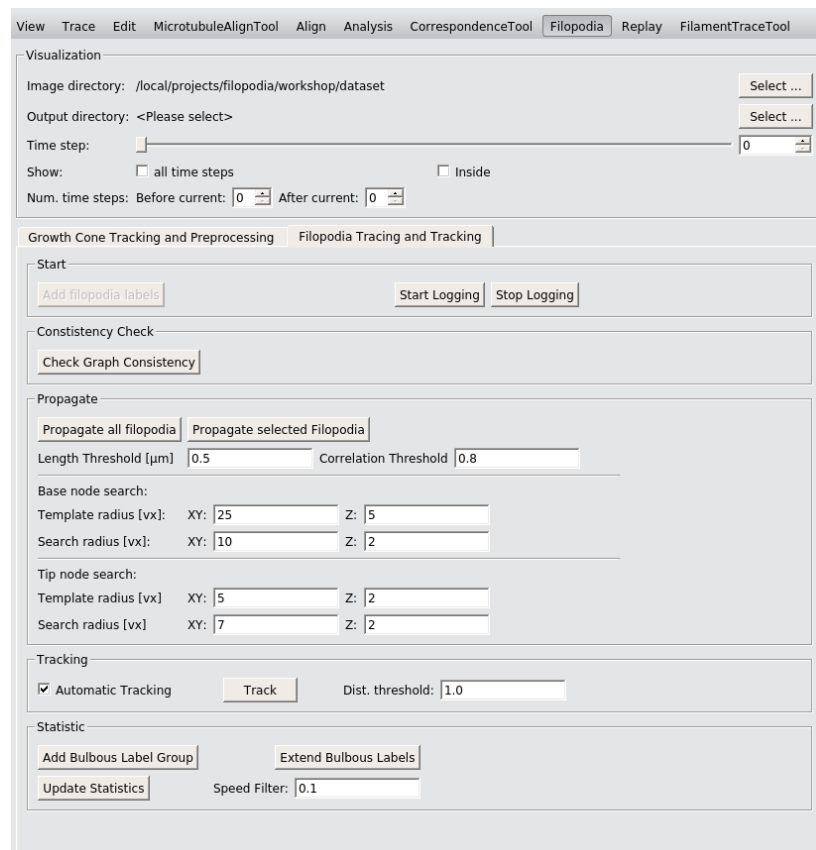 View Trace Edit MicrotubuleAlignTool Align Analysis CorrespondenceTool Filopodia Replay FilamentTraceTool
Visualization
Image directory: /local/projects/filopodia/workshop/dataset Select ...
Output directory: <Please select> Select ...
Time step: 0
Show: all time steps Inside
Num. time steps: Before current: 0 After current: 0
Growth Cone Tracking and Preprocessing Filopodia Tracing and Tracking
Start
Add filopodia labels Start Logging Stop Logging
Constistency Check
Check Graph Consistency
Propagate
Propagate all filopodia Propagate selected Filopodia
Length Threshold [µm] 0.5 Correlation Threshold 0.8
Base node search:
Template radius [vx]: XY: 25 Z: 5
Search radius [vx]: XY: 10 Z: 2
Tip node search:
Template radius [vx] XY: 5 Z: 2
Search radius [vx] XY: 7 Z: 2
Tracking
Automatic Tracking Track Dist. threshold: 1.0
Statistic
Add Bulbous Label Group Extend Bulbous Labels
Update Statistics Speed Filter: 0.1